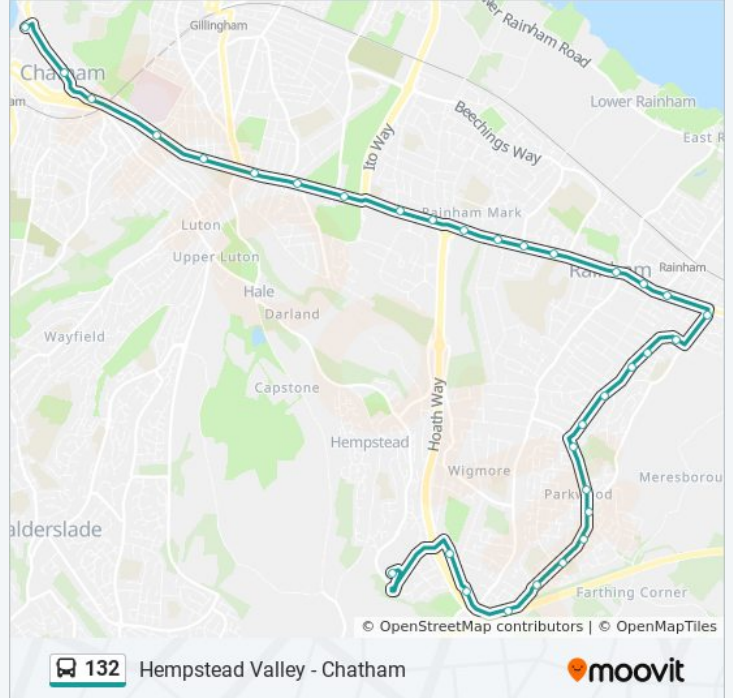 wer Rainham Road
Gillingham
Chatham
am
Lower Rainham
East R
Beechings Way
Ito Way
Rainham Mark
Luton
Upper Luton
Rainham
Rainham
Hale
Darland
Wayfield
Capstone
Hoath Way
Hempstead
Wigmore
Meresborou
Parkwood
alderslade
Farthing Corner
© OpenStreetMap contributors | © OpenMapTiles
132 Hempstead Valley - Chatham
moovit